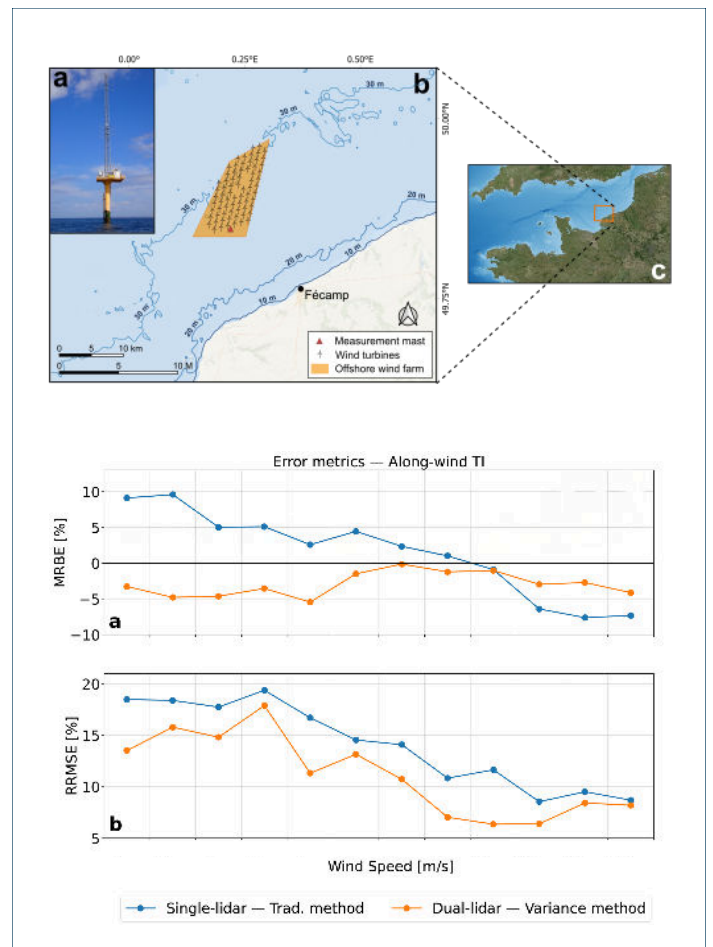 0.00° 0.25°E 0.50°E
a
b
30 m
30 m
50.00°N
20 m
30 m
20 m
10 m
Fécamp
49.75°N
30 m
20 m
10 m
c
0 5 10 km
0 5 10 M
Measurement mast
Wind turbines
Offshore wind farm
Error metrics — Along-wind TI
MRBE [%]
10
5
0
−5
−10
a
RRMSE [%]
20
15
10
5
b
Wind Speed [m/s]
Single-lidar — Trad. method Dual-lidar — Variance method